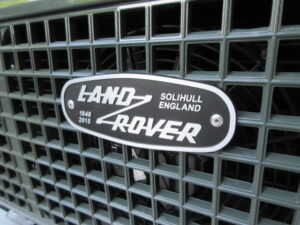 LAND ROVER
SOLIHULL
ENGLAND
1948
2015